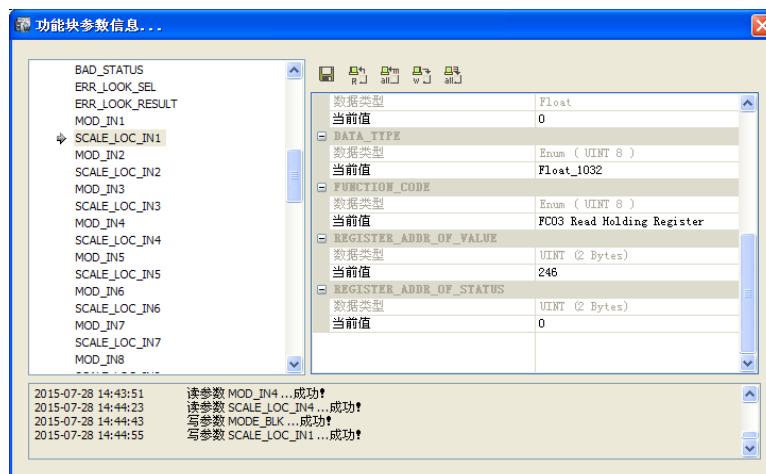 功能块参数信息...
BAD_STATUS
ERR_LOOK_SEL
ERR_LOOK_RESULT
MOD_IN1
SCALE_LOC_IN1
MOD_IN2
SCALE_LOC_IN2
MOD_IN3
SCALE_LOC_IN3
MOD_IN4
SCALE_LOC_IN4
MOD_IN5
SCALE_LOC_IN5
MOD_IN6
SCALE_LOC_IN6
MOD_IN7
SCALE_LOC_IN7
MOD_IN8
R all w all
数据类型 Float
当前值 0
DATA_TYPE
数据类型 Enum ( UINT 8 )
当前值 Float_1032
FUNCTION_CODE
数据类型 Enum ( UINT 8 )
当前值 FC03 Read Holding Register
REGISTER_ADDR_OF_VALUE
数据类型 UINT (2 Bytes)
当前值 246
REGISTER_ADDR_OF_STATUS
数据类型 UINT (2 Bytes)
当前值 0
2015-07-28 14:43:51 读参数 MOD_IN4 ...成功!
2015-07-28 14:44:23 读参数 SCALE_LOC_IN4 ...成功!
2015-07-28 14:44:43 写参数 MODE_BLK ...成功!
2015-07-28 14:44:55 写参数 SCALE_LOC_IN1 ...成功!